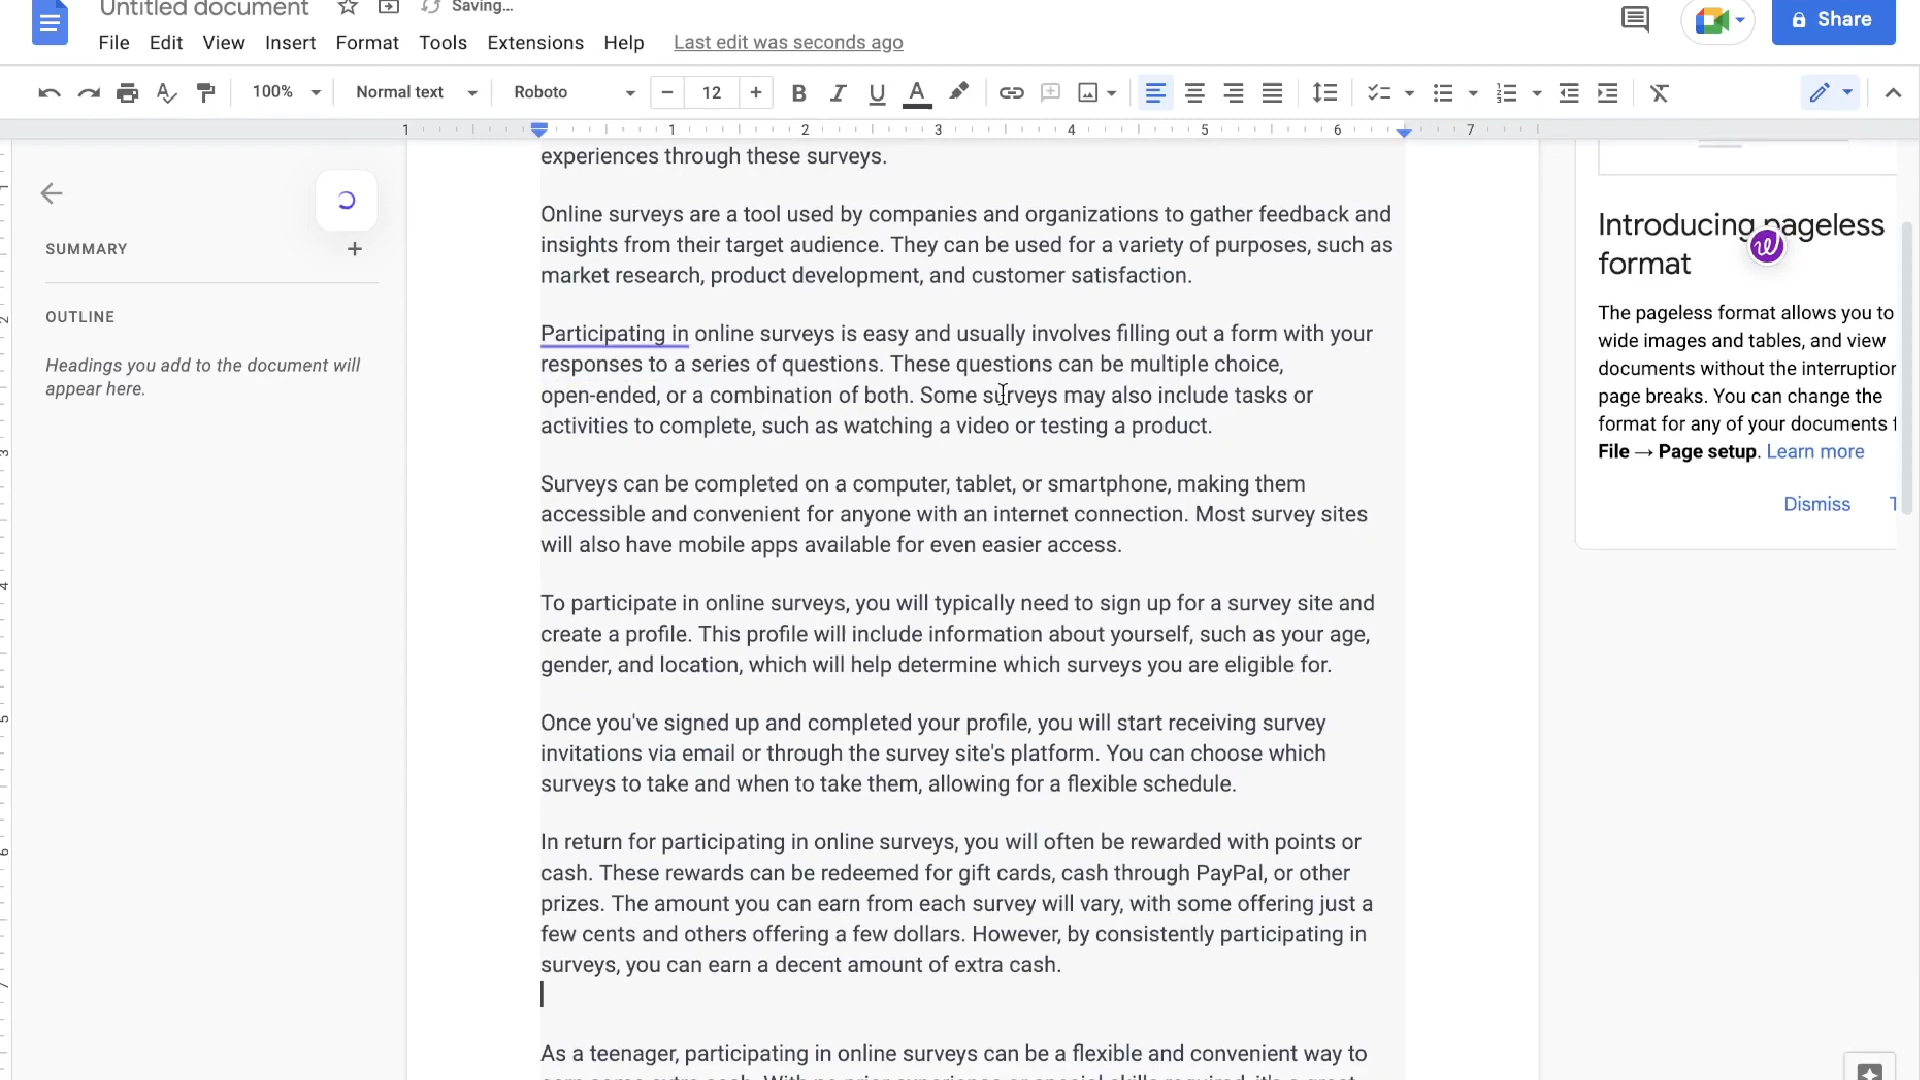 Untitled document
Saving...
File Edit View Insert Format Tools Extensions Help Last edit was seconds ago
Share
100% Normal text Roboto 12
1 1 2 3 4 5 6 7
experiences through these surveys.
Online surveys are a tool used by companies and organizations to gather feedback and
insights from their target audience. They can be used for a variety of purposes, such as
market research, product development, and customer satisfaction.
Participating in online surveys is easy and usually involves filling out a form with your
responses to a series of questions. These questions can be multiple choice,
open-ended, or a combination of both. Some surveys may also include tasks or
activities to complete, such as watching a video or testing a product.
Surveys can be completed on a computer, tablet, or smartphone, making them
accessible and convenient for anyone with an internet connection. Most survey sites
will also have mobile apps available for even easier access.
To participate in online surveys, you will typically need to sign up for a survey site and
create a profile. This profile will include information about yourself, such as your age,
gender, and location, which will help determine which surveys you are eligible for.
Once you've signed up and completed your profile, you will start receiving survey
invitations via email or through the survey site's platform. You can choose which
surveys to take and when to take them, allowing for a flexible schedule.
In return for participating in online surveys, you will often be rewarded with points or
cash. These rewards can be redeemed for gift cards, cash through PayPal, or other
prizes. The amount you can earn from each survey will vary, with some offering just a
few cents and others offering a few dollars. However, by consistently participating in
surveys, you can earn a decent amount of extra cash.
As a teenager, participating in online surveys can be a flexible and convenient way to
SUMMARY
OUTLINE
Headings you add to the document will
appear here.
Introducing pageless
format
The pageless format allows you to
wide images and tables, and view
documents without the interruption
page breaks. You can change the
format for any of your documents
File → Page setup. Learn more
Dismiss